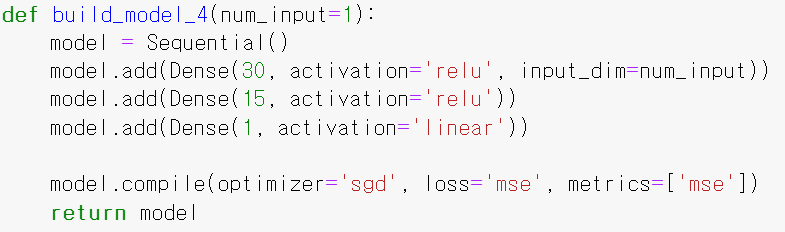 def build_model_4(num_input=1):
    model = Sequential()
    model.add(Dense(30, activation='relu', input_dim=num_input))
    model.add(Dense(15, activation='relu'))
    model.add(Dense(1, activation='linear'))
    model.compile(optimizer='sgd', loss='mse', metrics=['mse'])
    return model